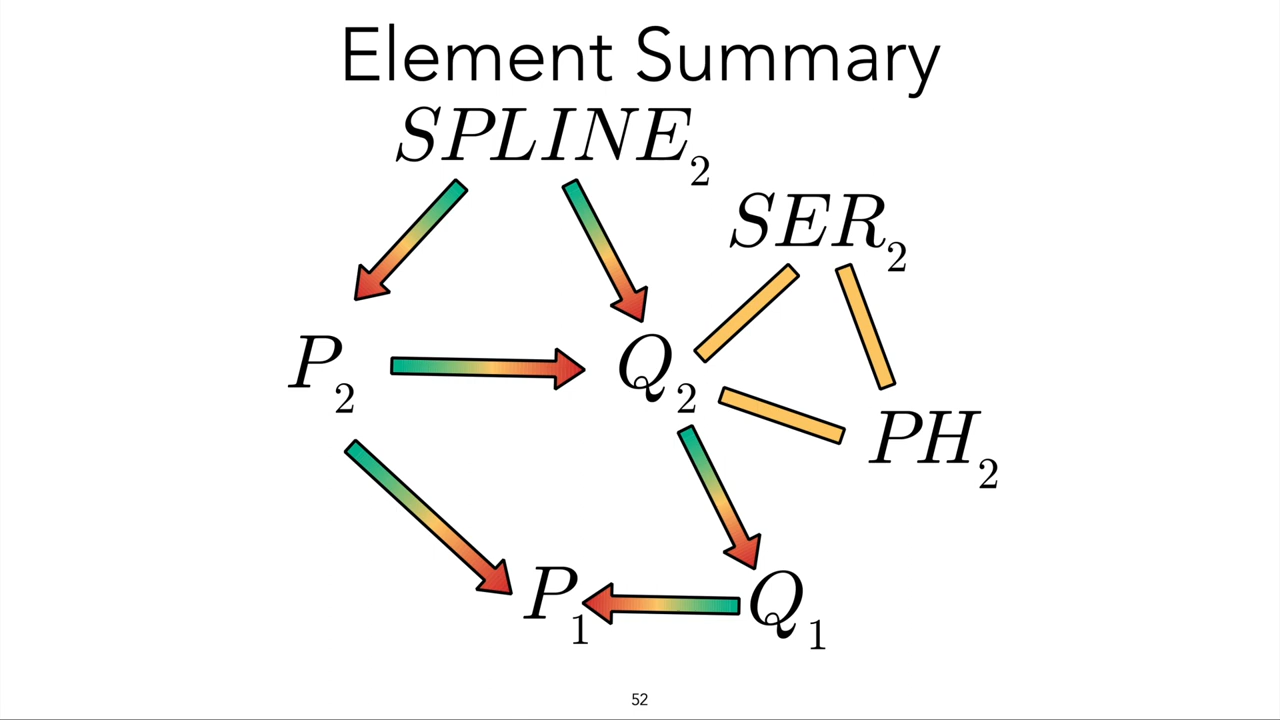 Element Summary
SPLINE₂
SER₂
P₂
Q₂
PH₂
P₁
Q₁
52